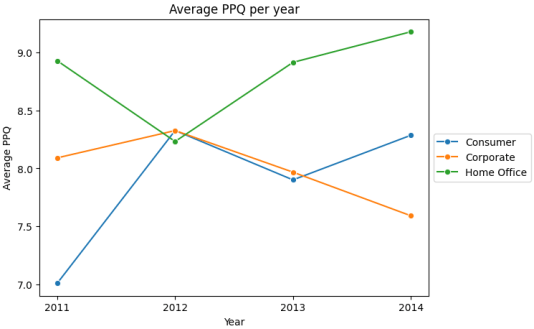 Average PPQ per year
Average PPQ
9.0
8.5
8.0
7.5
7.0
2011
2012
2013
2014
Year
Consumer
Corporate
Home Office